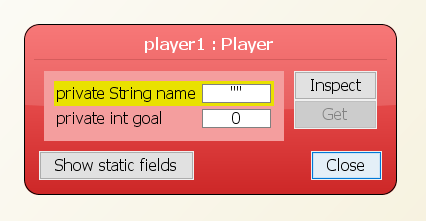 player1 : Player
private String name  ""
Inspect
private int goal  0
Get
Show static fields
Close